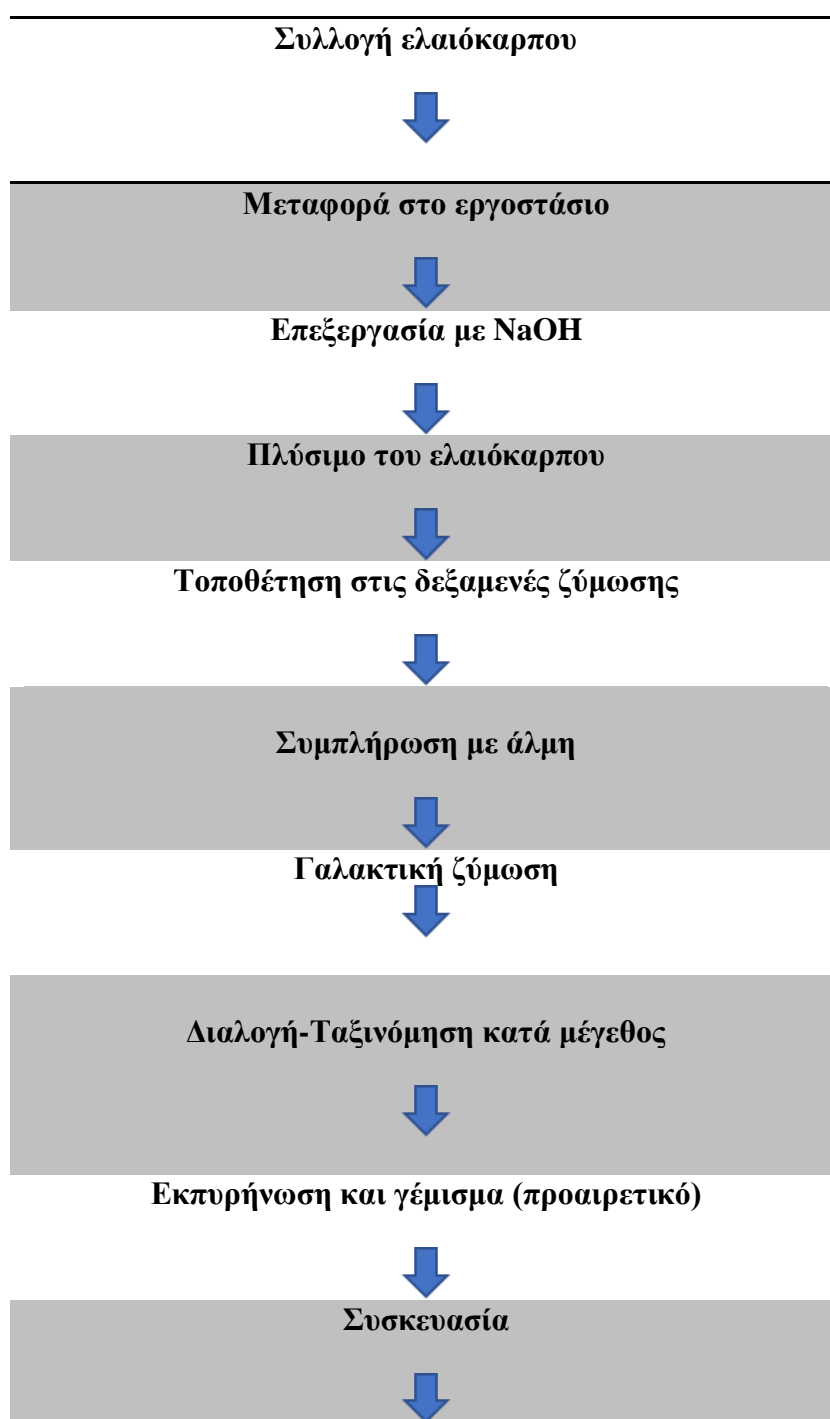 Συλλογή ελαιόκαρπου
Μεταφορά στο εργοστάσιο
Επεξεργασία με NaOH
Πλύσιμο του ελαιόκαρπου
Τοποθέτηση στις δεξαμενές ζύμωσης
Συμπλήρωση με άλμη
Γαλακτική ζύμωση
Διαλογή-Ταξινόμηση κατά μέγεθος
Εκπυρήνωση και γέμισμα (προαιρετικό)
Συσκευασία